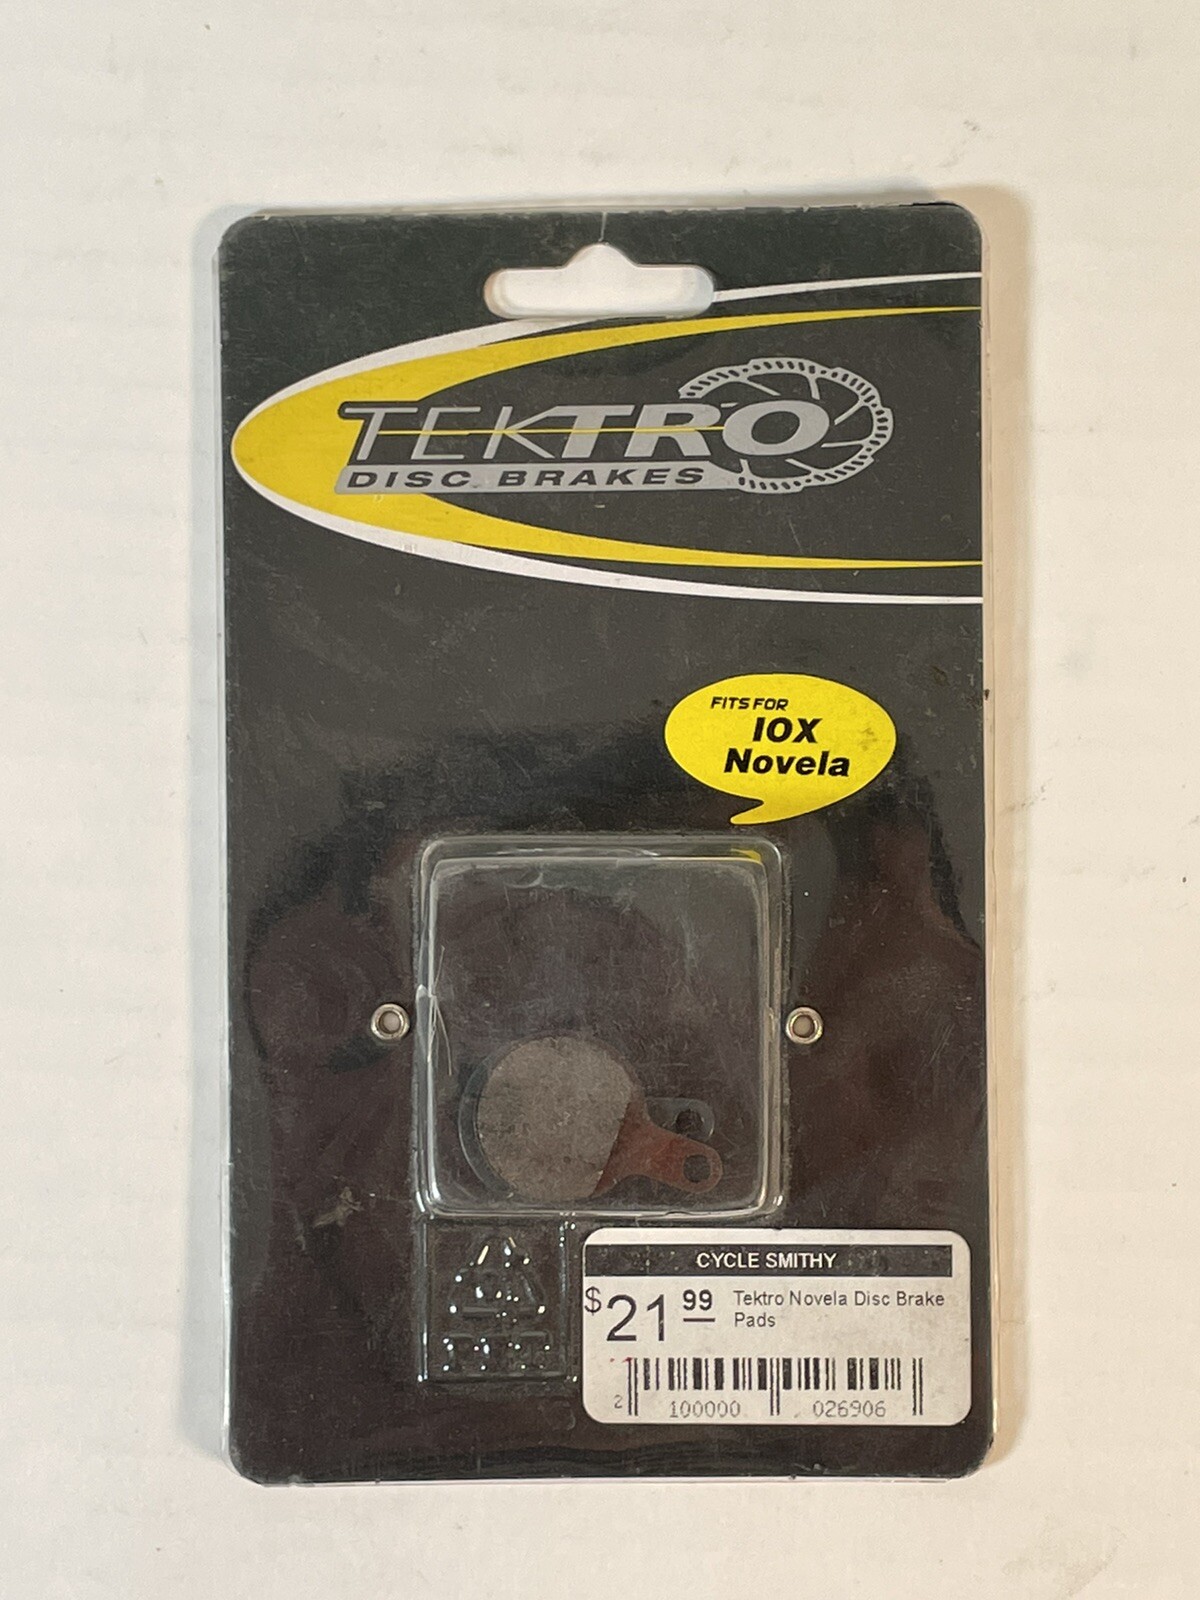 TEKTRO
DISC BRAKES
FITS FOR
IOX
Novela
CYCLE SMITHY
$21 99
Tektro Novela Disc Brake
Pads
2 100000 026906